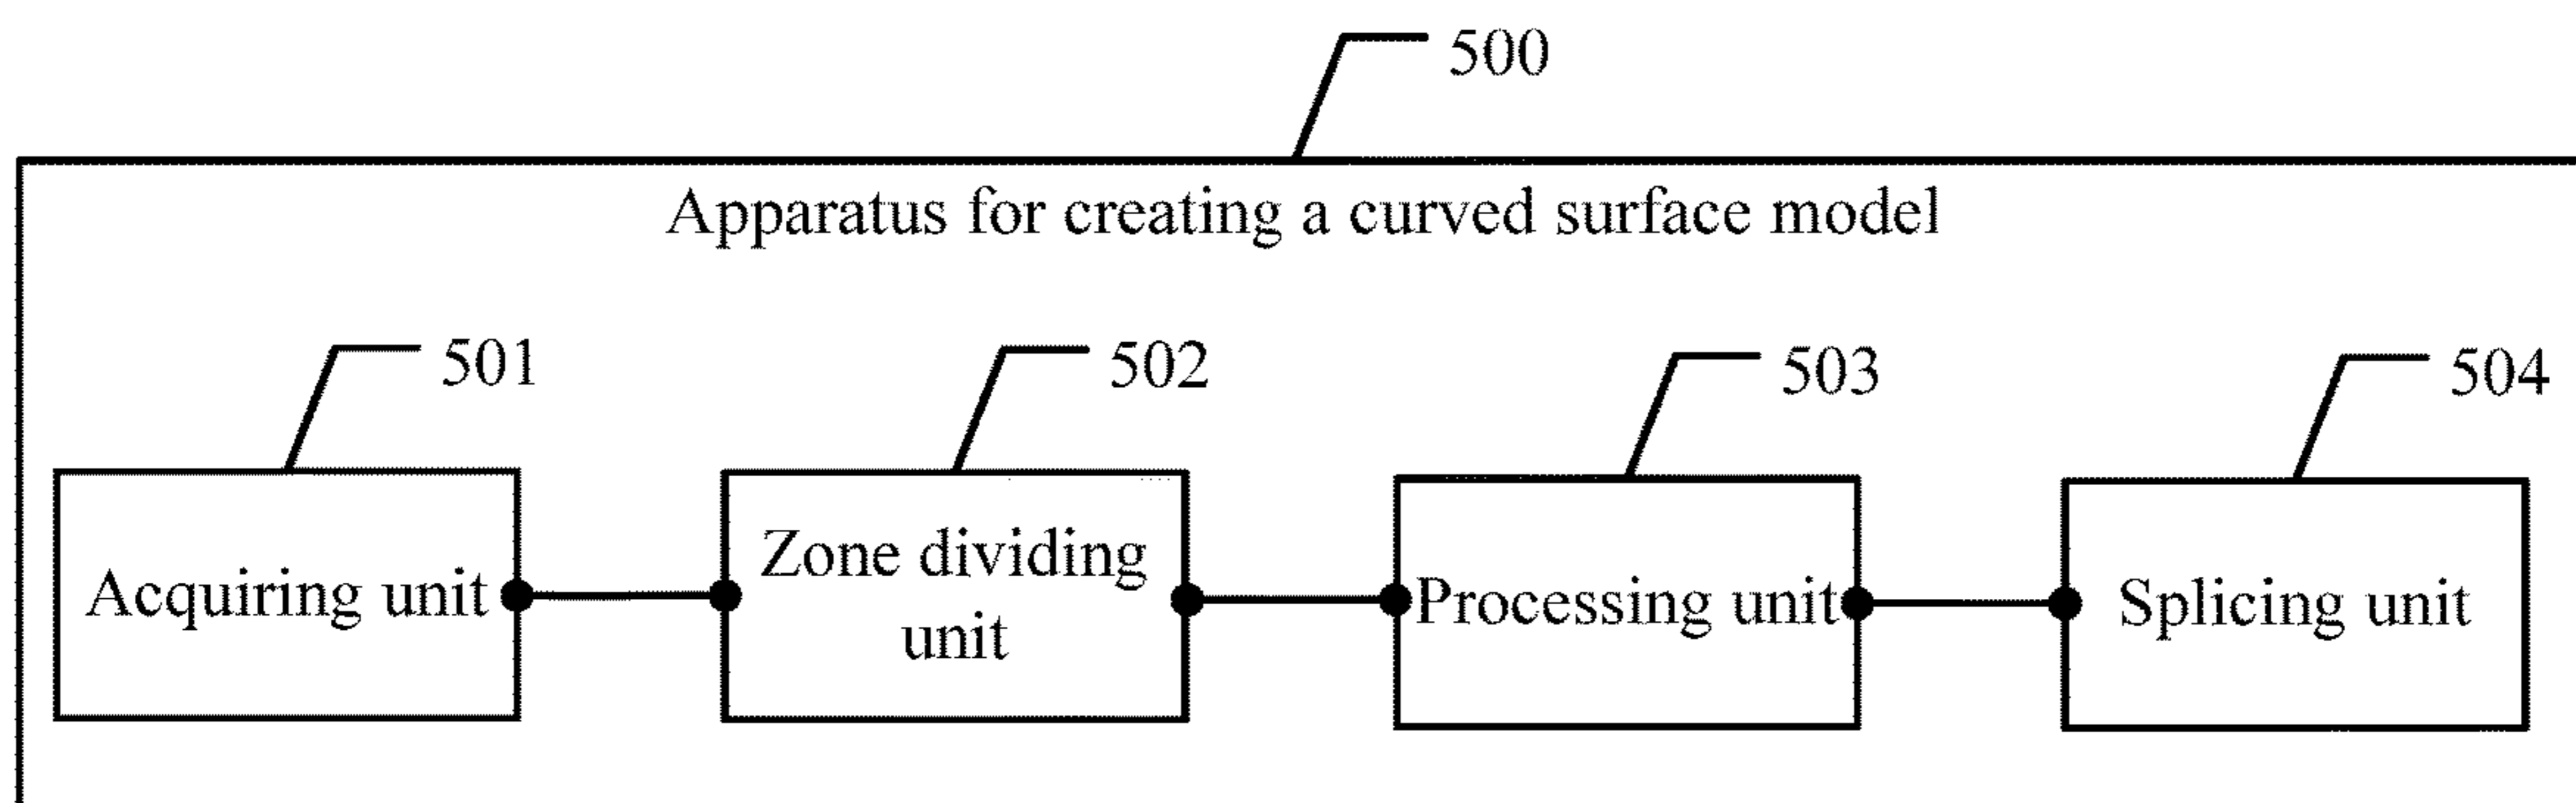 500
Apparatus for creating a curved surface model
501
502
503
504
Acquiring unit
Zone dividing
unit
Processing unit
Splicing unit